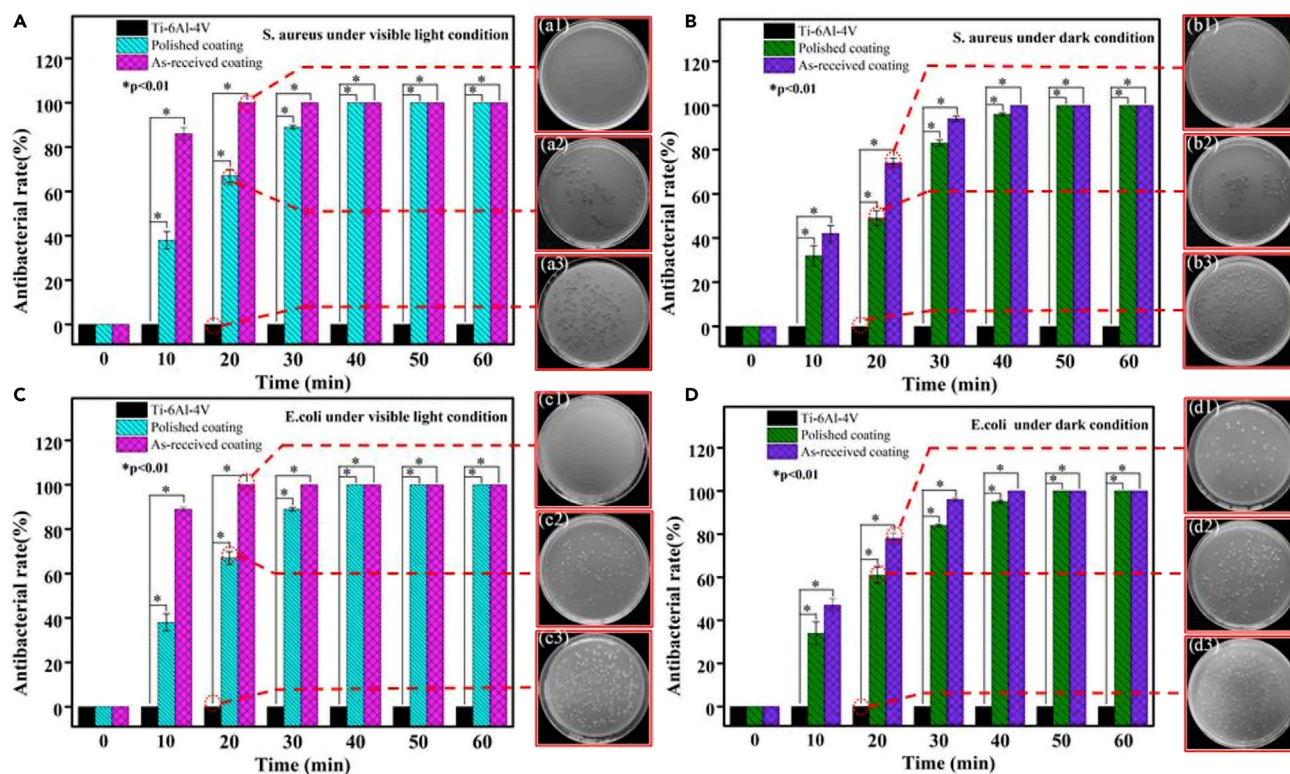 A
Ti-6Al-4V
Polished coating
As-received coating
S. aureus under visible light condition
*p<0.01
Antibacterial rate(%)
120
100
80
60
40
20
0
* * * * * * * * * * * *
0 10 20 30 40 50 60
Time (min)
(a1)
(a2)
(a3)
B
Ti-6Al-4V
Polished coating
As-received coating
S. aureus under dark condition
*p<0.01
Antibacterial rate(%)
120
100
80
60
40
20
0
* * * * * * * * * * * *
0 10 20 30 40 50 60
Time (min)
(b1)
(b2)
(b3)
C
Ti-6Al-4V
Polished coating
As-received coating
E.coli under visible light condition
*p<0.01
Antibacterial rate(%)
120
100
80
60
40
20
0
* * * * * * * * * * * *
0 10 20 30 40 50 60
Time (min)
(c1)
(c2)
(c3)
D
Ti-6Al-4V
Polished coating
As-received coating
E.coli under dark condition
*p<0.01
Antibacterial rate(%)
120
100
80
60
40
20
0
* * * * * * * * * * * *
0 10 20 30 40 50 60
Time (min)
(d1)
(d2)
(d3)